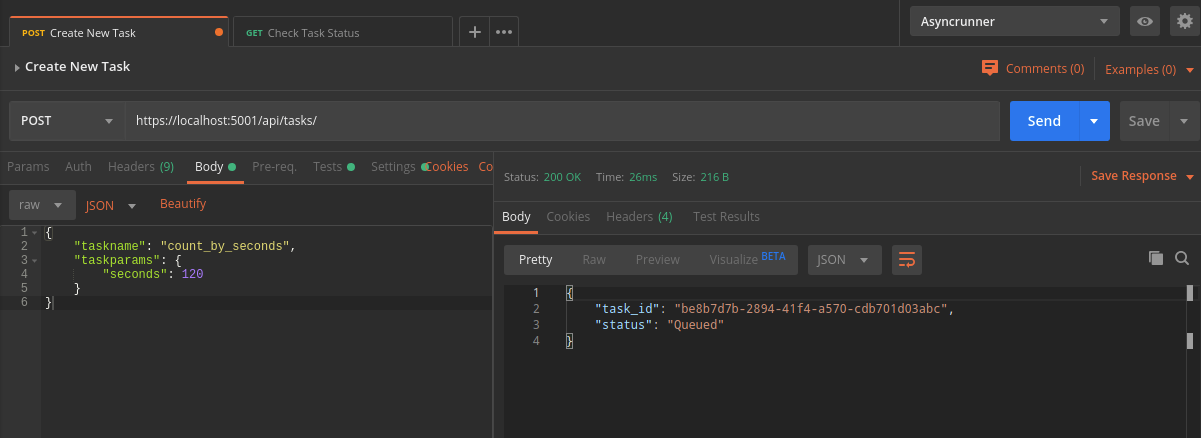 POST Create New Task
GET Check Task Status
Asyncrunner
Create New Task
Comments (0)
Examples (0)
POST
https://localhost:5001/api/tasks/
Send
Save
Params Auth Headers (9) Body Pre-req. Tests Settings Cookies Co
raw JSON Beautify
1 {
2 "taskname": "count_by_seconds",
3 "taskparams": {
4 "seconds": 120
5 }
6 }
Status: 200 OK Time: 26ms Size: 216 B
Save Response
Body Cookies Headers (4) Test Results
Pretty Raw Preview Visualize BETA JSON
1 {
2 "task_id": "be8b7d7b-2894-41f4-a570-cdb701d03abc",
3 "status": "Queued"
4 }